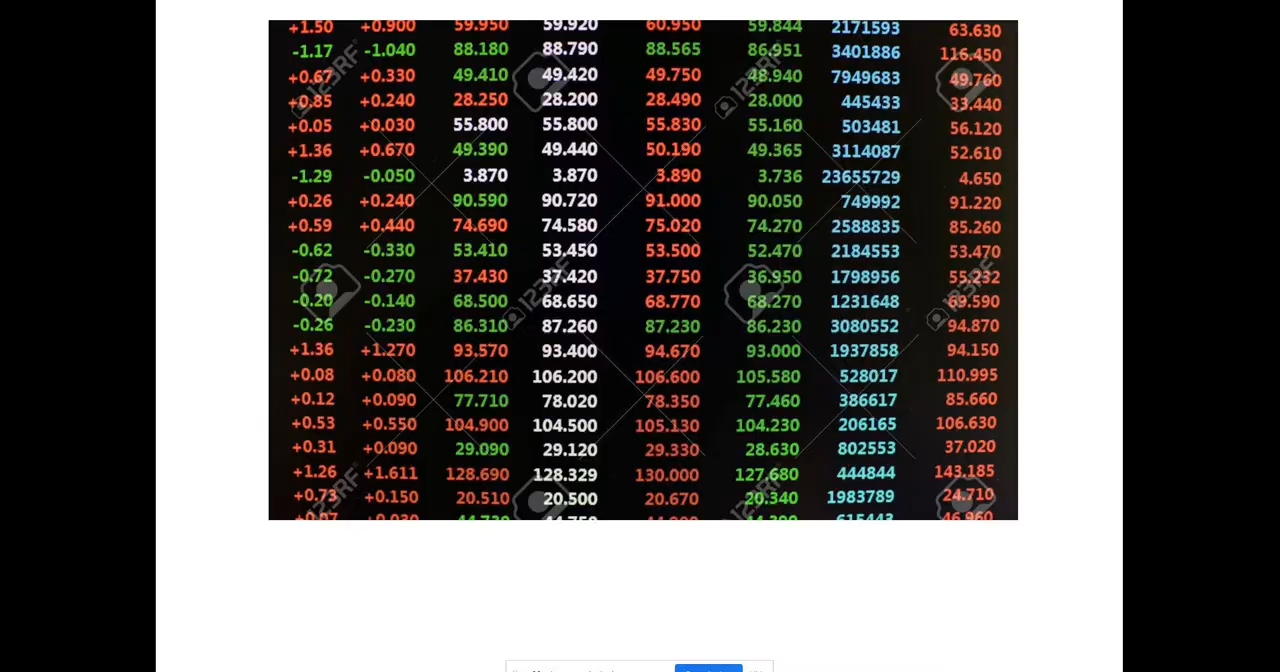 +1.50 +0.900 59.950 59.920 60.950 59.844 2171593 63.630
-1.17 -1.040 88.180 88.790 88.565 86.951 3401886 116.450
+0.67 +0.330 49.410 49.420 49.750 48.940 7949683 49.760
+0.85 +0.240 28.250 28.200 28.490 28.000 445433 33.440
+0.05 +0.030 55.800 55.800 55.830 55.160 503481 56.120
+1.36 +0.670 49.390 49.440 50.190 49.365 3114087 52.610
-1.29 -0.050 3.870 3.870 3.890 3.736 23655729 4.650
+0.26 +0.240 90.590 90.720 91.000 90.050 749992 91.220
+0.59 +0.440 74.690 74.580 75.020 74.270 2588835 85.260
-0.62 -0.330 53.410 53.450 53.500 52.470 2184553 53.470
-0.72 -0.270 37.430 37.420 37.750 36.950 1798956 55.232
-0.20 -0.140 68.500 68.650 68.770 68.270 1231648 69.590
-0.26 -0.230 86.310 87.260 87.230 86.230 3080552 94.870
+1.36 +1.270 93.570 93.400 94.670 93.000 1937858 94.150
+0.08 +0.080 106.210 106.200 106.600 105.580 528017 110.995
+0.12 +0.090 77.710 78.020 78.350 77.460 386617 85.660
+0.53 +0.550 104.900 104.500 105.130 104.230 206165 106.630
+0.31 +0.090 29.090 29.120 29.330 28.630 802553 37.020
+1.26 +1.611 128.690 128.329 130.000 127.680 444844 143.185
+0.73 +0.150 20.510 20.500 20.670 20.340 1983789 24.710
46.960
123RF
123RF
123RF
123RF
123RF
123RF